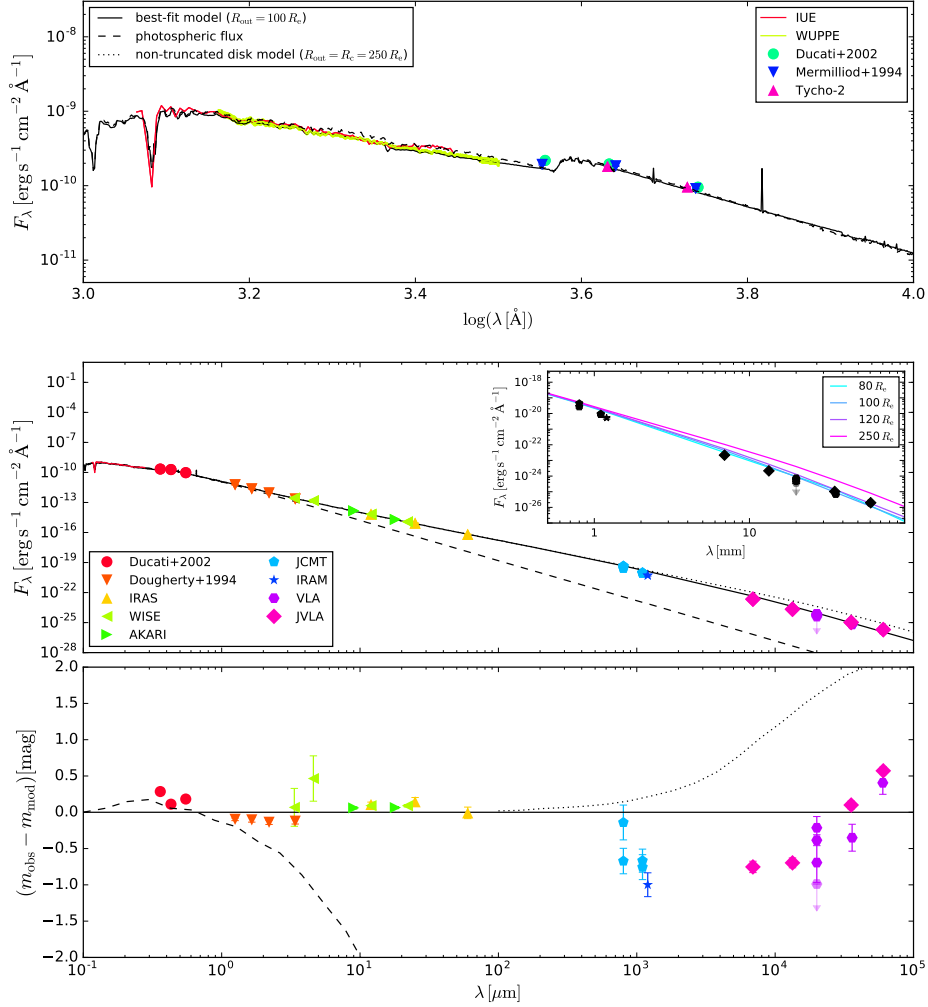 best-fit model (R_out = 100 R_e)
photospheric flux
non-truncated disk model (R_out = R_c = 250 R_e)
IUE
WUPPE
Ducati+2002
Mermilliod+1994
Tycho-2
10^-8
10^-9
10^-10
10^-11
F_λ [erg s^-1 cm^-2 Å^-1]
3.0 3.2 3.4 3.6 3.8 4.0
log(λ [Å])
10^-1
10^-4
10^-7
10^-10
10^-13
10^-16
10^-19
10^-22
10^-25
10^-28
F_λ [erg s^-1 cm^-2 Å^-1]
Ducati+2002
Dougherty+1994
IRAS
WISE
AKARI
JCMT
IRAM
VLA
JVLA
10^-18
10^-20
10^-22
10^-24
10^-26
F_λ [erg s^-1 cm^-2 Å^-1]
1 10
λ [mm]
80 R_e
100 R_e
120 R_e
250 R_e
2.0
1.5
1.0
0.5
0.0
−0.5
−1.0
−1.5
−2.0
(m_obs − m_mod) [mag]
10^-1 10^0 10^1 10^2 10^3 10^4 10^5
λ [μm]